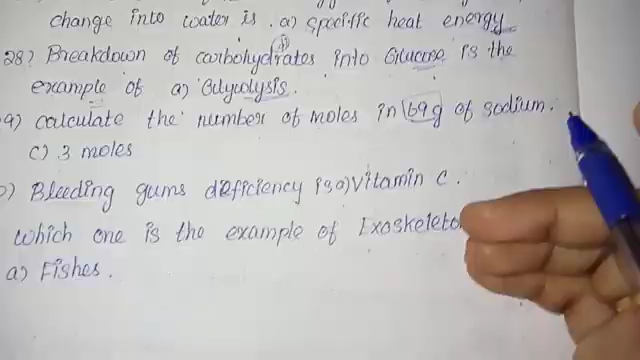 change into water is . a) specific heat energy
28) Breakdown of carbohydrates into Glucose is the
example of a) Glycolysis.
9) calculate the number of moles in 69g of sodium.
c) 3 moles
) Bleeding gums deficiency is a) vitamin C.
which one is the example of Exoskeleto
a) Fishes.